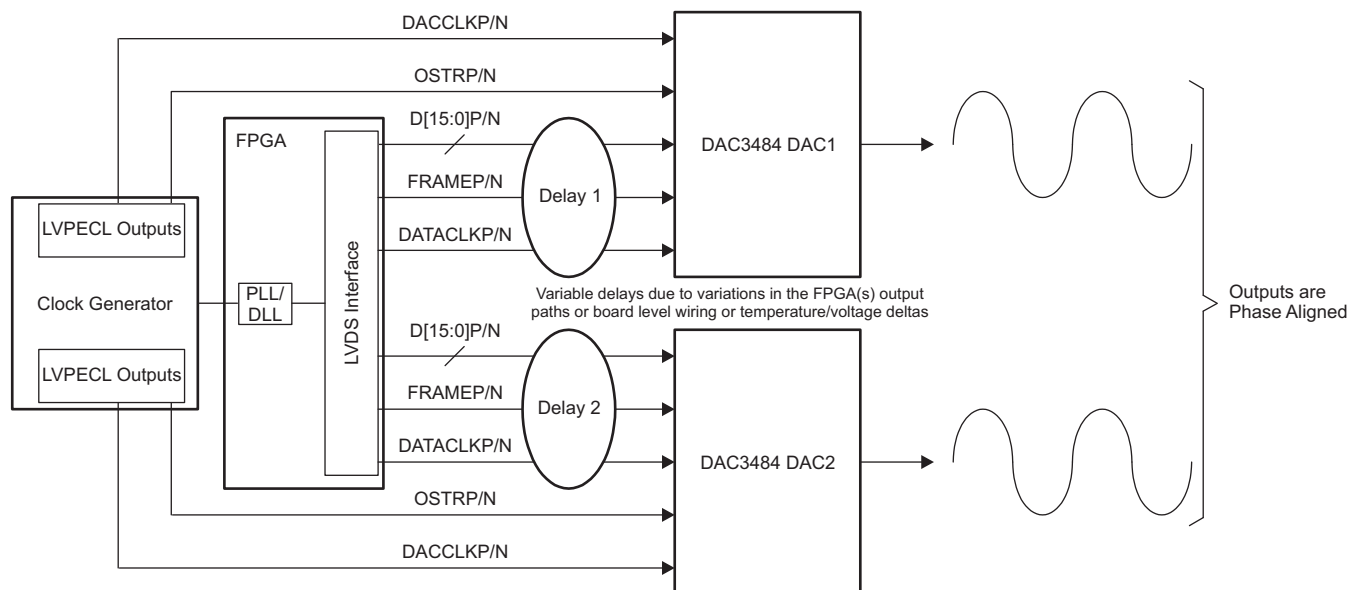 DACCLKP/N
OSTRP/N
D[15:0]P/N
FPGA
DAC3484 DAC1
FRAMEP/N
Delay 1
LVPECL Outputs
DATACLKP/N
Clock Generator
PLL/
DLL
LVDS Interface
Variable delays due to variations in the FPGA(s) output
paths or board level wiring or temperature/voltage deltas
Outputs are
Phase Aligned
D[15:0]P/N
LVPECL Outputs
FRAMEP/N
Delay 2
DATACLKP/N
DAC3484 DAC2
OSTRP/N
DACCLKP/N